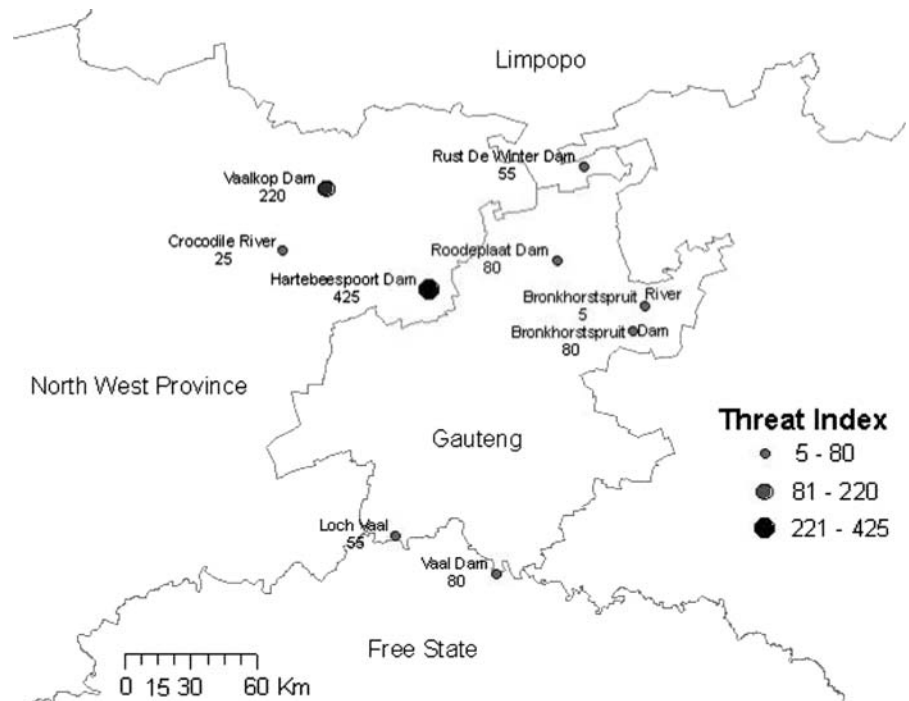 Limpopo
Rust De Winter Dam
55
Vaalkop Dam
220
Crocodile River
25
Roodeplaat Dam
80
Hartebeespoort Dam
425
Bronkhorstspruit River
5
Bronkhorstspruit Dam
80
North West Province
Gauteng
Threat Index
5 - 80
81 - 220
221 - 425
Loch Vaal
55
Vaal Dam
80
Free State
0 15 30 60 Km